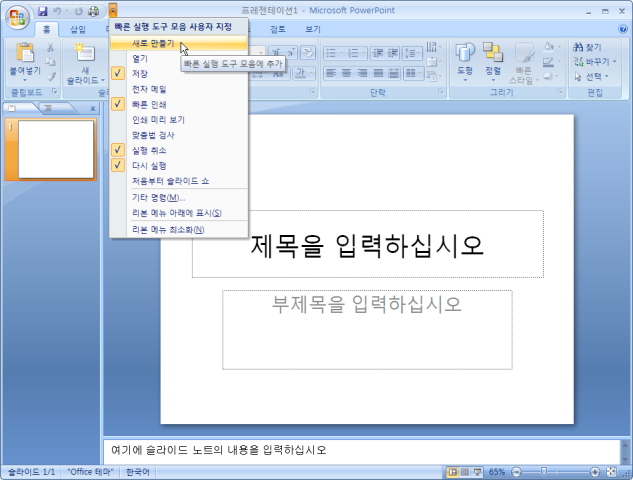 프레젠테이션1 - Microsoft PowerPoint
홈
삽입
검토
보기
빠른 실행 도구 모음 사용자 지정
새로 만들기
열기
저장
전자 메일
빠른 인쇄
인쇄 미리 보기
맞춤법 검사
실행 취소
다시 실행
처음부터 슬라이드 쇼
기타 명령(M)...
리본 메뉴 아래에 표시(S)
리본 메뉴 최소화(N)
빠른 실행 도구 모음에 추가
붙여넣기
새
슬라이드
클립보드
단락
도형
정렬
빠른
스타일
그리기
찾기
바꾸기
선택
편집
1
제목을 입력하십시오
부제목을 입력하십시오
여기에 슬라이드 노트의 내용을 입력하십시오
슬라이드 1/1
"Office 테마"
한국어
65%